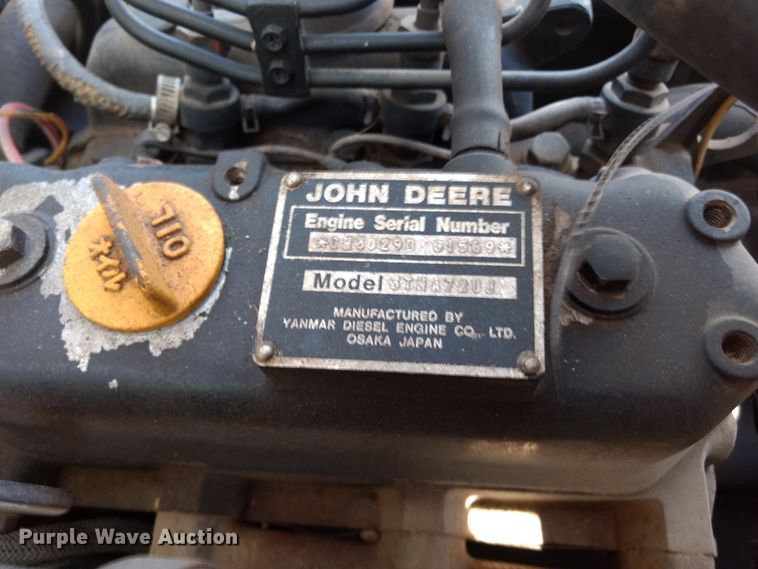 OIL
JOHN DEERE
Engine Serial Number
Model
MANUFACTURED BY
YANMAR DIESEL ENGINE CO., LTD.
OSAKA JAPAN
Purple Wave Auction